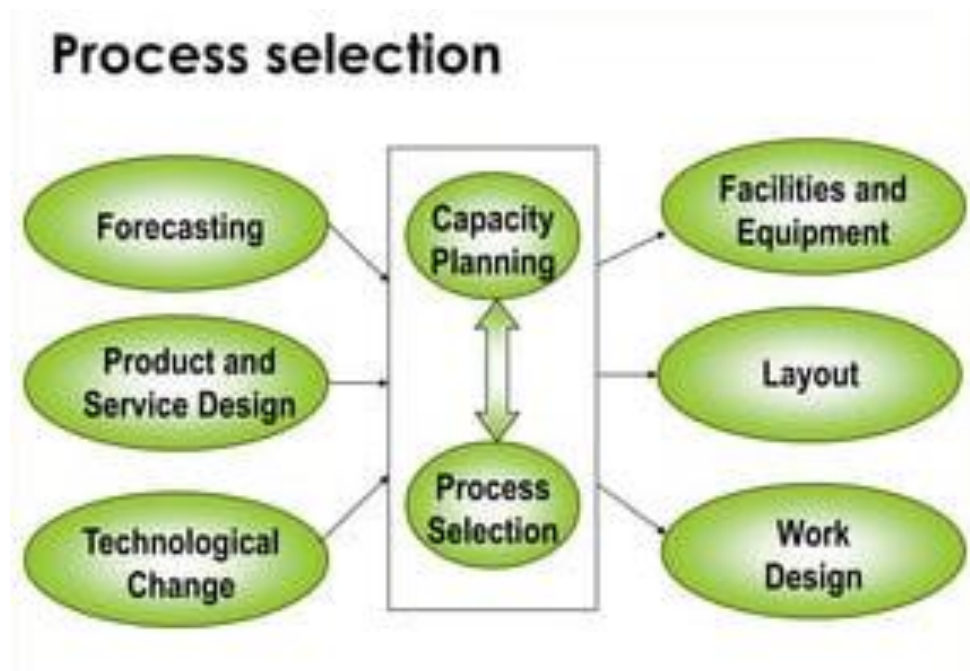 Process selection
Forecasting
Product and
Service Design
Technological
Change
Capacity
Planning
Process
Selection
Facilities and
Equipment
Layout
Work
Design